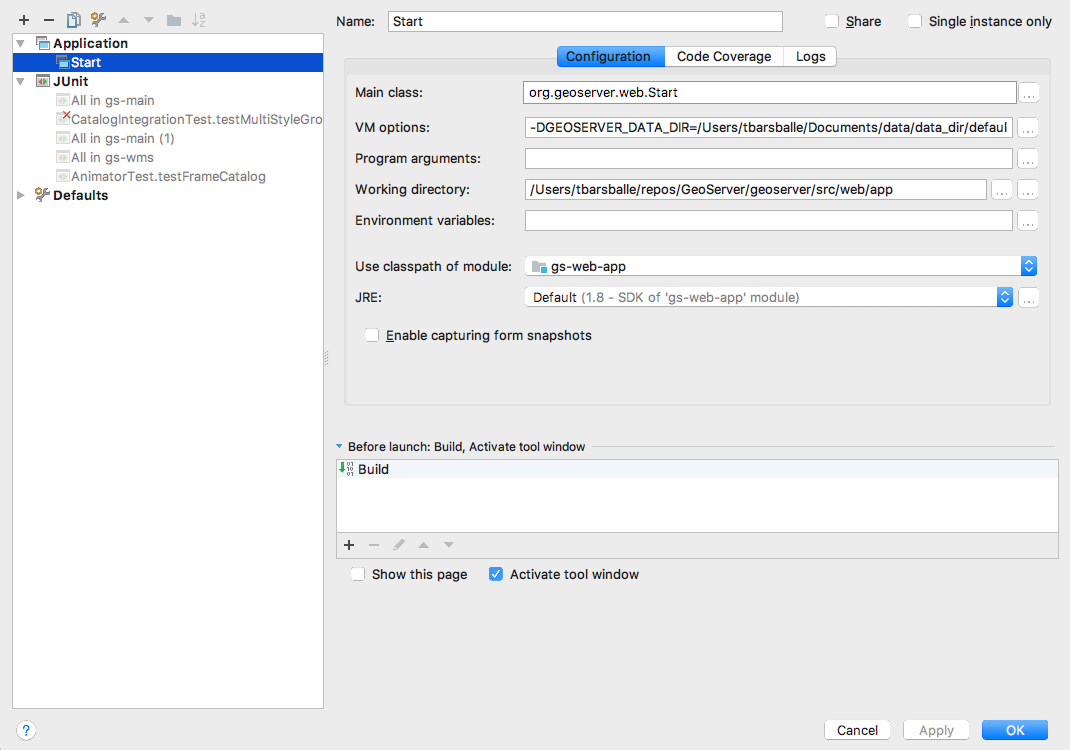 Name: Start Share Single instance only
Application
Start
JUnit
All in gs-main
CatalogIntegrationTest.testMultiStyleGro
All in gs-main (1)
All in gs-wms
AnimatorTest.testFrameCatalog
Defaults
Configuration Code Coverage Logs
Main class: org.geoserver.web.Start ...
VM options: -DGEOSERVER_DATA_DIR=/Users/tbarsballe/Documents/data/data_dir/defaul ...
Program arguments: ...
Working directory: /Users/tbarsballe/repos/GeoServer/geoserver/src/web/app ... ...
Environment variables: ...
Use classpath of module: gs-web-app
JRE: Default (1.8 - SDK of 'gs-web-app' module) ...
Enable capturing form snapshots
Before launch: Build, Activate tool window
Build
Show this page Activate tool window
? Cancel Apply OK